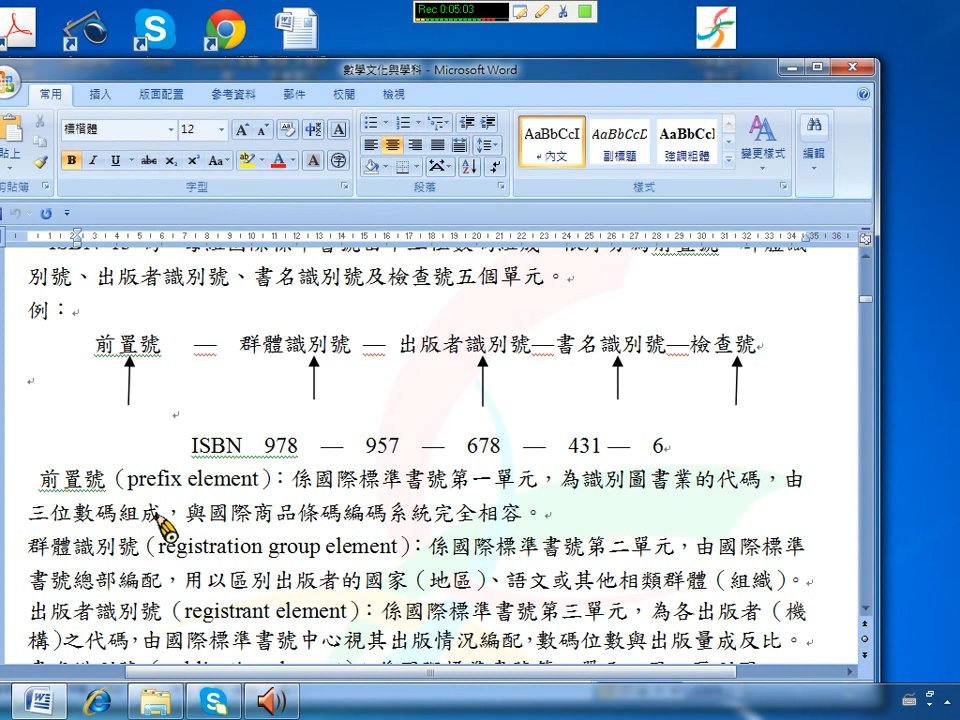 Rec 0:05:03
數學文化與學科 - Microsoft Word
常用 插入 版面配置 參考資料 郵件 校閱 檢視
標楷體 12
AaBbCcI AaBbCcD AaBbCcl
貼上 內文 副標題 強調粗體 變更樣式 編輯
剪貼簿 字型 段落 樣式
別號、出版者識別號、書名識別號及檢查號五個單元。
例：
前置號 — 群體識別號 — 出版者識別號—書名識別號—檢查號
ISBN 978 — 957 — 678 — 431 — 6
前置號（prefix element）：係國際標準書號第一單元，為識別圖書業的代碼，由
三位數碼組成，與國際商品條碼編碼系統完全相容。
群體識別號（registration group element）：係國際標準書號第二單元，由國際標準
書號總部編配，用以區別出版者的國家（地區）、語文或其他相類群體（組織）。
出版者識別號（registrant element）：係國際標準書號第三單元，為各出版者（機
構）之代碼，由國際標準書號中心視其出版情況編配，數碼位數與出版量成反比。